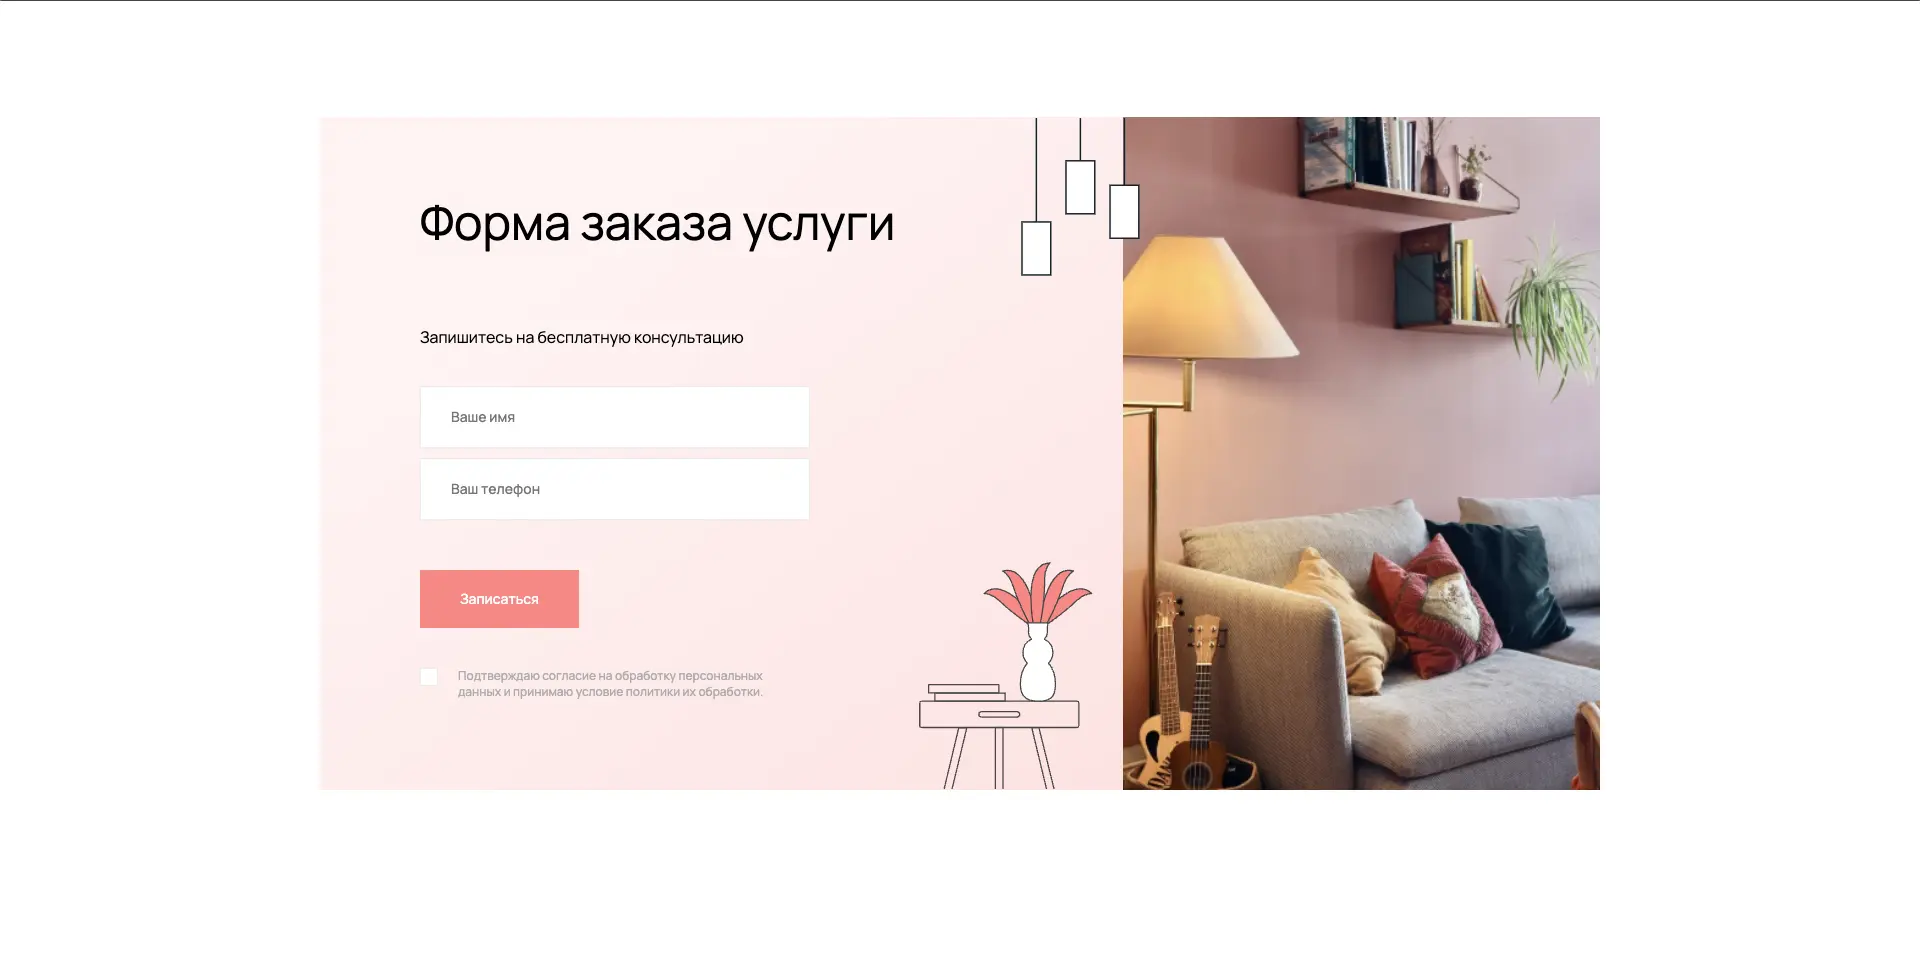 Форма заказа услуги
Запишитесь на бесплатную консультацию
Ваше имя
Ваш телефон
Записаться
Подтверждаю согласие на обработку персональных
данных и принимаю условие политики их обработки.